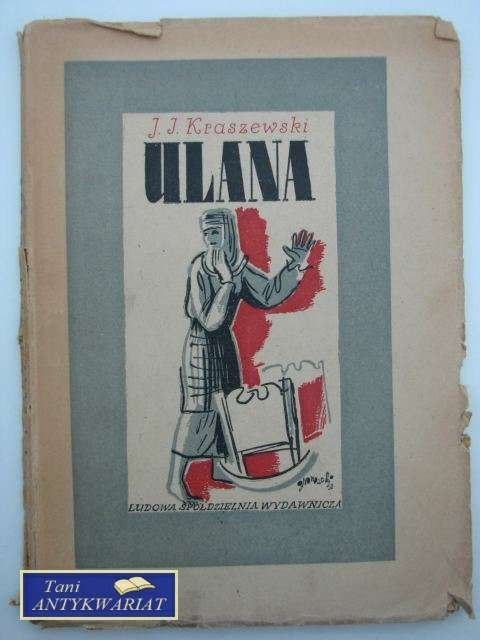 J. J. Kraszewski
ULANA
LUDOWA SPÓŁDZIELNIA WYDAWNICZA
Tani
ANTYKWARIAT